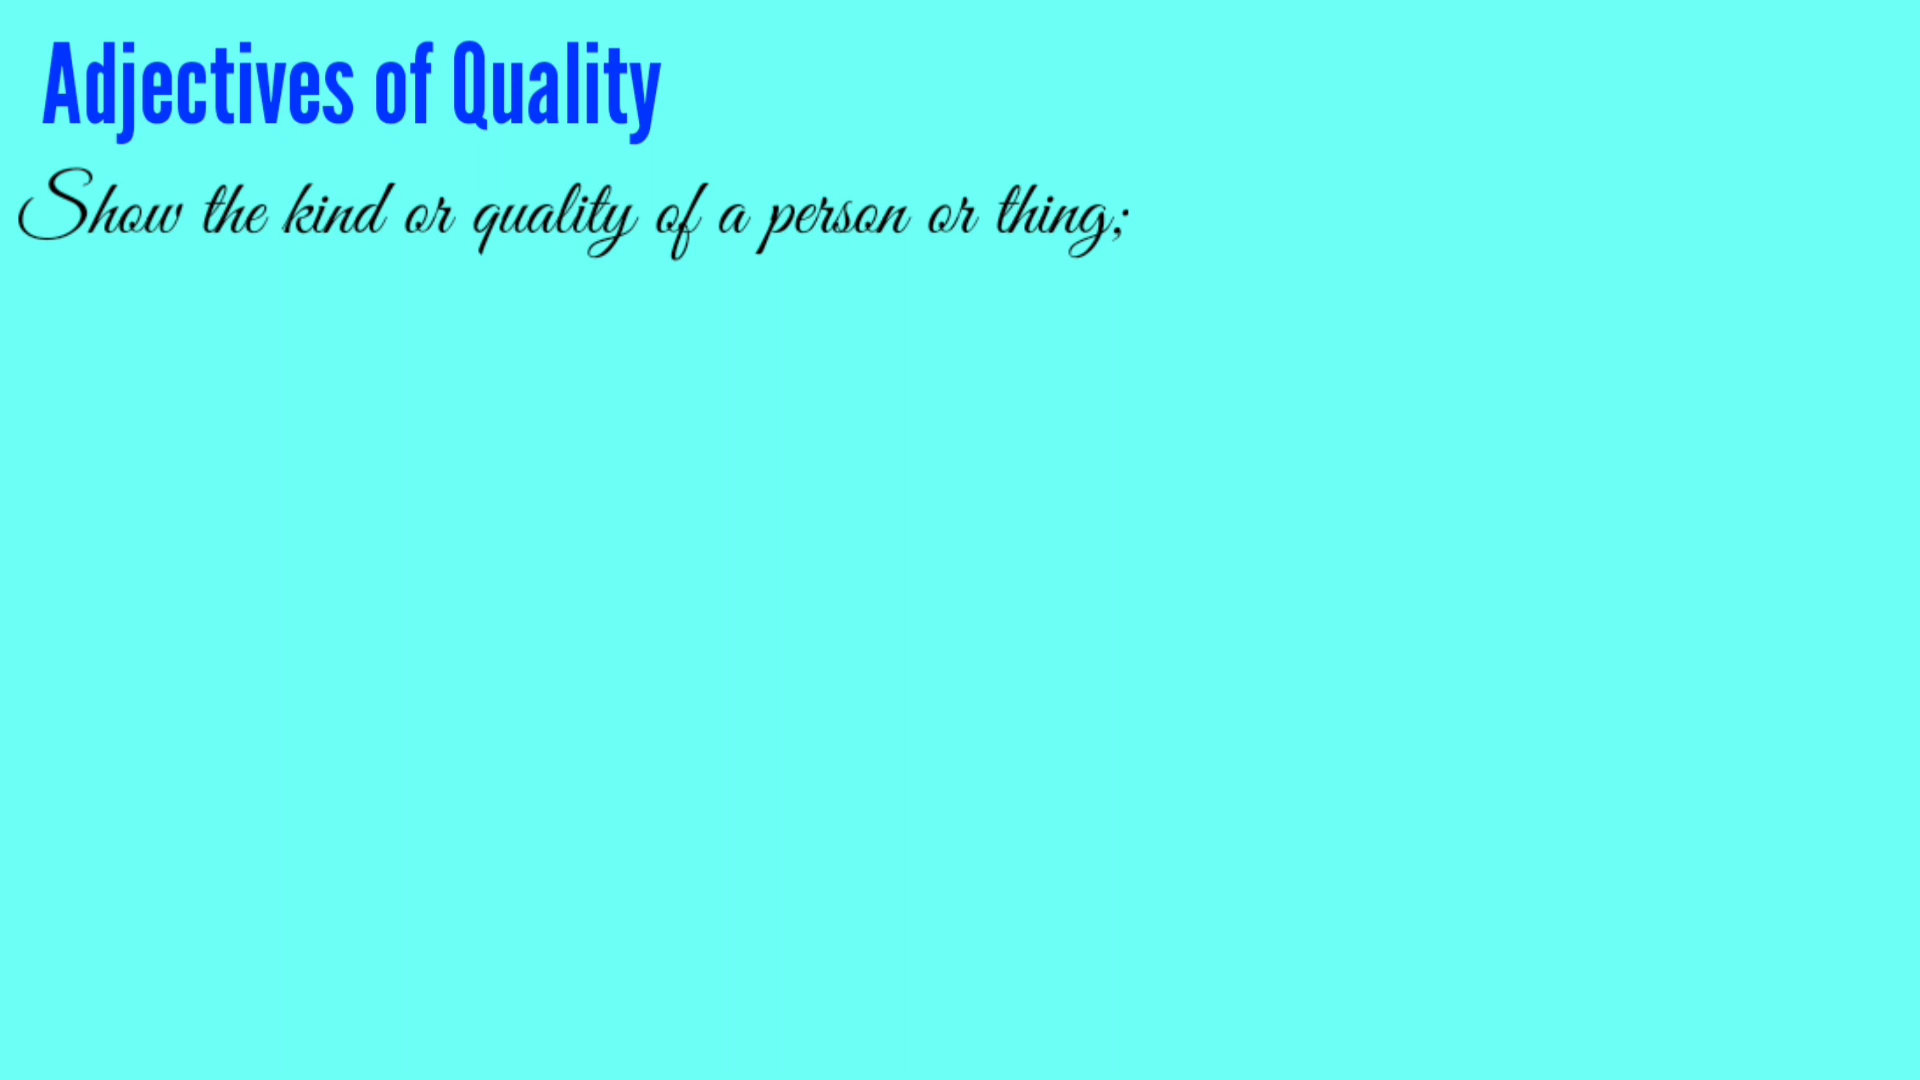 Adjectives of Quality
Show the kind or quality of a person or thing;